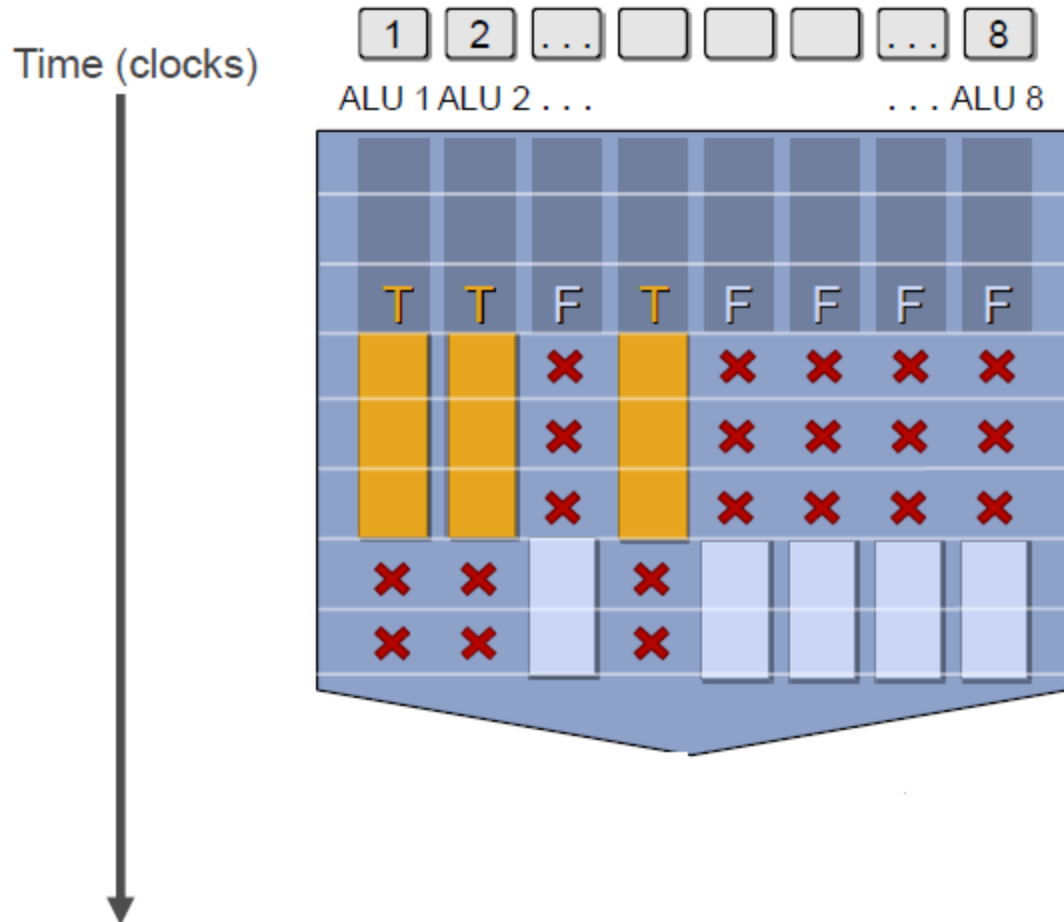 1 2 ... ... 8
Time (clocks)
ALU 1 ALU 2 ... ... ALU 8
T T F T F F F F